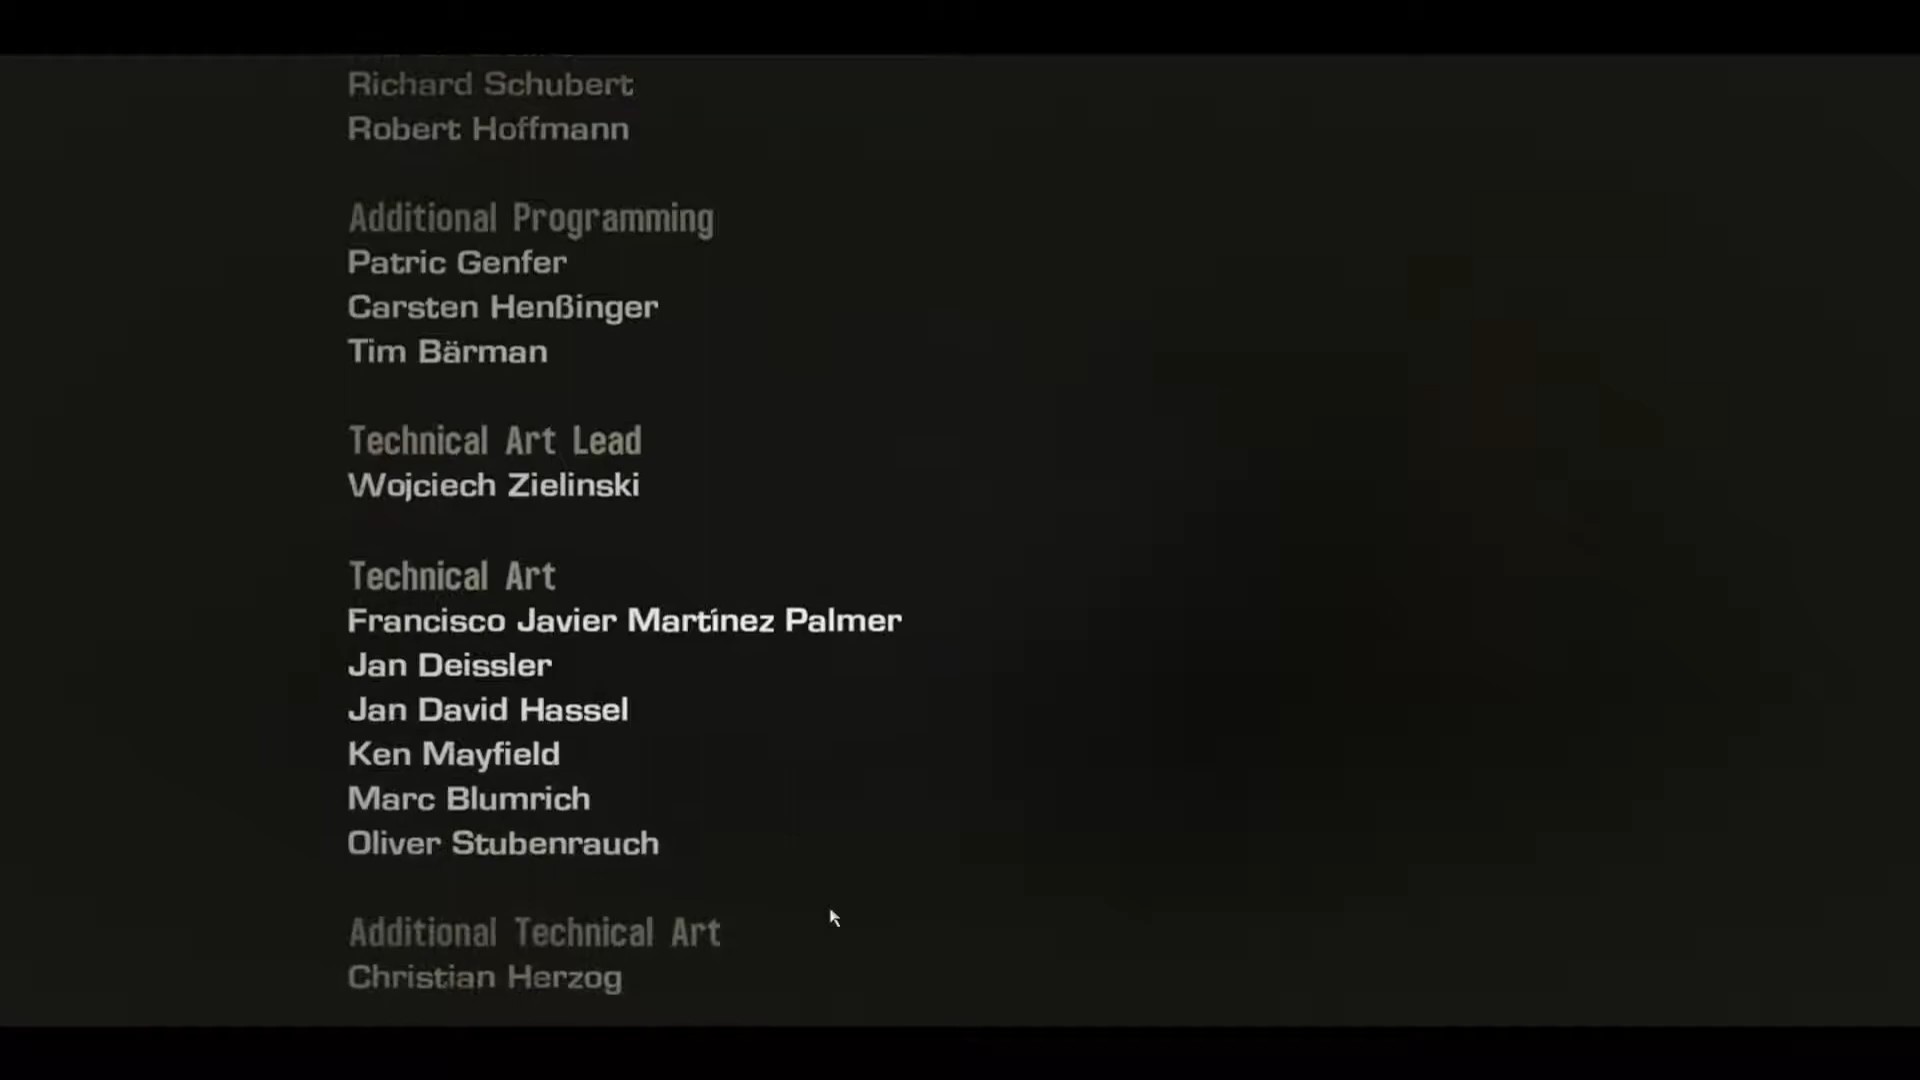 Richard Schubert
Robert Hoffmann
Additional Programming
Patric Genfer
Carsten Henßinger
Tim Bärman
Technical Art Lead
Wojciech Zielinski
Technical Art
Francisco Javier Martínez Palmer
Jan Deissler
Jan David Hassel
Ken Mayfield
Marc Blumrich
Oliver Stubenrauch
Additional Technical Art
Christian Herzog